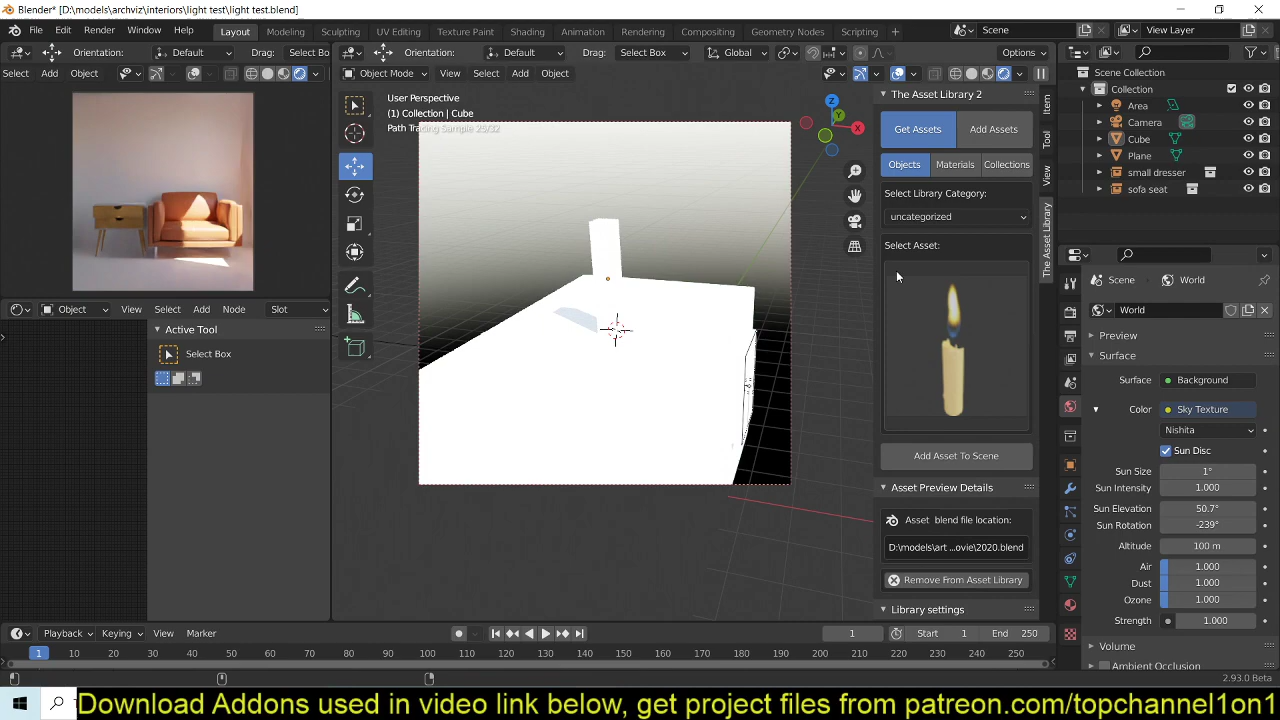 Blender* [D:\models\archviz\interiors\light test\light test.blend]
File Edit Render Window Help Layout Modeling Sculpting UV Editing Texture Paint Shading Animation Rendering Compositing Geometry Nodes Scripting + Scene View Layer
Orientation: Default Drag: Select Bo Orientation: Default Drag: Select Box Global Options
Select Add Object Object Mode View Select Add Object
User Perspective
(1) Collection | Cube
Path Tracing Sample 25/32
The Asset Library 2
Get Assets Add Assets
Objects Materials Collections
Select Library Category:
uncategorized
Select Asset:
Add Asset To Scene
Asset Preview Details
Asset blend file location:
D:\models\art ...ovie\2020.blend
Remove From Asset Library
Library settings
Item
Tool
View
The Asset Library
Scene Collection
Collection
Area
Camera
Cube
Plane
small dresser
sofa seat
Scene World
World
Preview
Surface
Surface Background
Color Sky Texture
Nishita
Sun Disc
Sun Size 1°
Sun Intensity 1.000
Sun Elevation 50.7°
Sun Rotation -239°
Altitude 100 m
Air 1.000
Dust 1.000
Ozone 1.000
Strength 1.000
Volume
Ambient Occlusion
Object View Select Add Node Slot
Active Tool
Select Box
Playback Keying View Marker 1 Start 1 End 250
1 10 20 30 40 50 60 70 80 90 100 110 120 130 140 150 160 170 180 190 200 210 220 230 240 250
2.93.0 Beta
Download Addons used in video link below, get project files from patreon.com/topchannel1on1